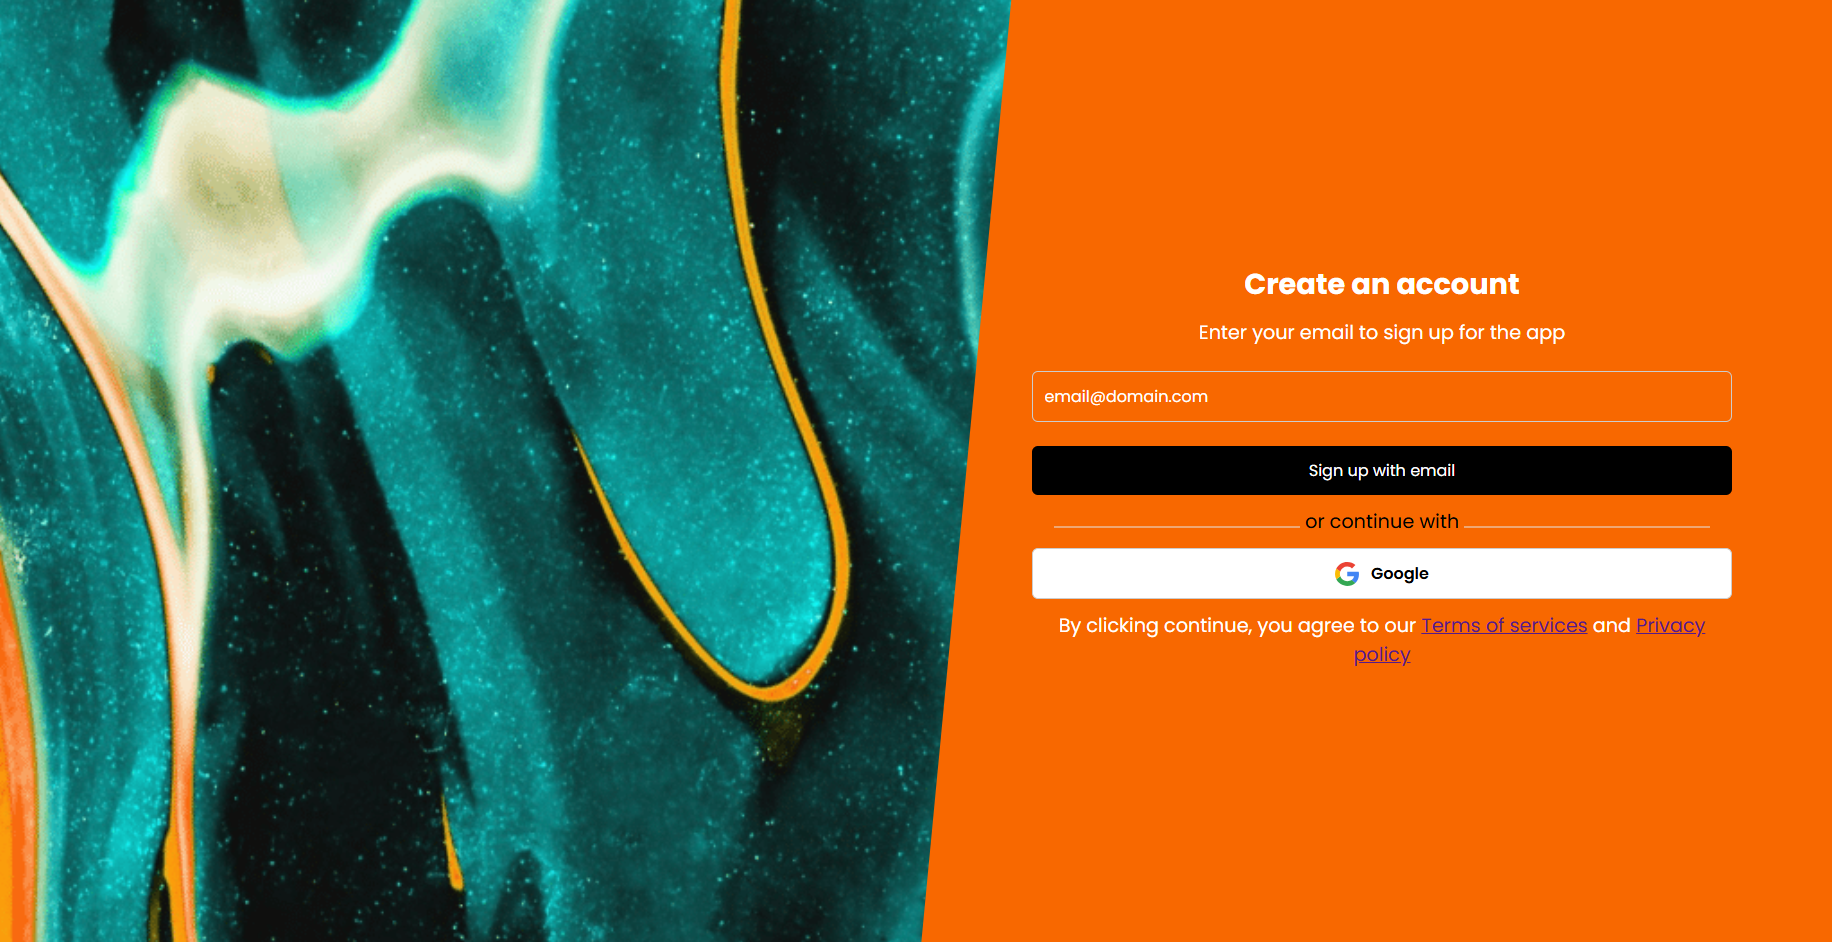 Create an account
Enter your email to sign up for the app
email@domain.com
Sign up with email
or continue with
Google
By clicking continue, you agree to our Terms of services and Privacy
policy